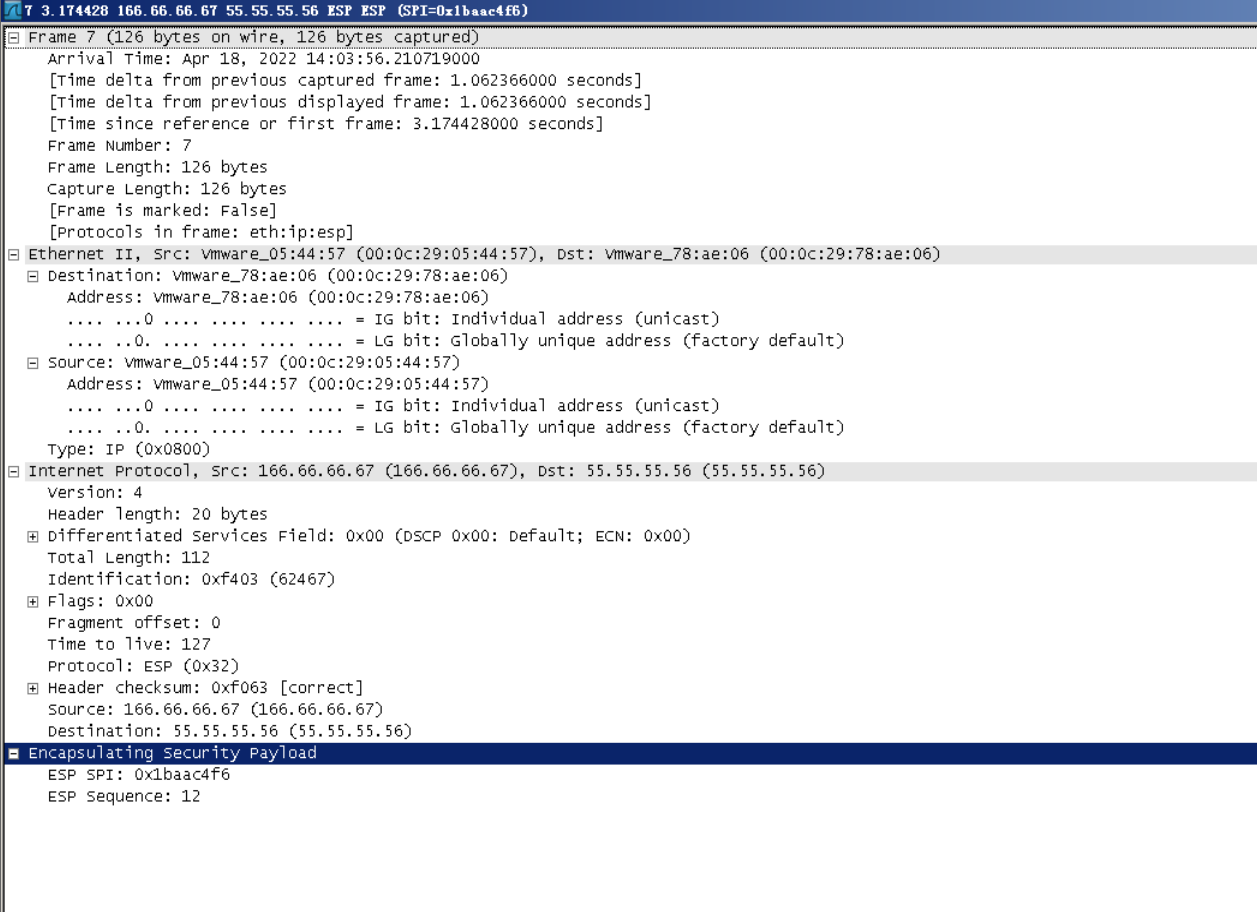 7 3.174428 166.66.66.67 55.55.55.56 ESP ESP (SPI=0x1baac4f6)
Frame 7 (126 bytes on wire, 126 bytes captured)
Arrival Time: Apr 18, 2022 14:03:56.210719000
[Time delta from previous captured frame: 1.062366000 seconds]
[Time delta from previous displayed frame: 1.062366000 seconds]
[Time since reference or first frame: 3.174428000 seconds]
Frame Number: 7
Frame Length: 126 bytes
Capture Length: 126 bytes
[Frame is marked: False]
[Protocols in frame: eth:ip:esp]
Ethernet II, Src: Vmware_05:44:57 (00:0c:29:05:44:57), Dst: Vmware_78:ae:06 (00:0c:29:78:ae:06)
Destination: Vmware_78:ae:06 (00:0c:29:78:ae:06)
Address: Vmware_78:ae:06 (00:0c:29:78:ae:06)
.... ...0 .... .... .... .... = IG bit: Individual address (unicast)
.... ..0. .... .... .... .... = LG bit: Globally unique address (factory default)
Source: Vmware_05:44:57 (00:0c:29:05:44:57)
Address: Vmware_05:44:57 (00:0c:29:05:44:57)
.... ...0 .... .... .... .... = IG bit: Individual address (unicast)
.... ..0. .... .... .... .... = LG bit: Globally unique address (factory default)
Type: IP (0x0800)
Internet Protocol, Src: 166.66.66.67 (166.66.66.67), Dst: 55.55.55.56 (55.55.55.56)
Version: 4
Header length: 20 bytes
Differentiated Services Field: 0x00 (DSCP 0x00: Default; ECN: 0x00)
Total Length: 112
Identification: 0xf403 (62467)
Flags: 0x00
Fragment offset: 0
Time to live: 127
Protocol: ESP (0x32)
Header checksum: 0xf063 [correct]
Source: 166.66.66.67 (166.66.66.67)
Destination: 55.55.55.56 (55.55.55.56)
Encapsulating Security Payload
ESP SPI: 0x1baac4f6
ESP Sequence: 12